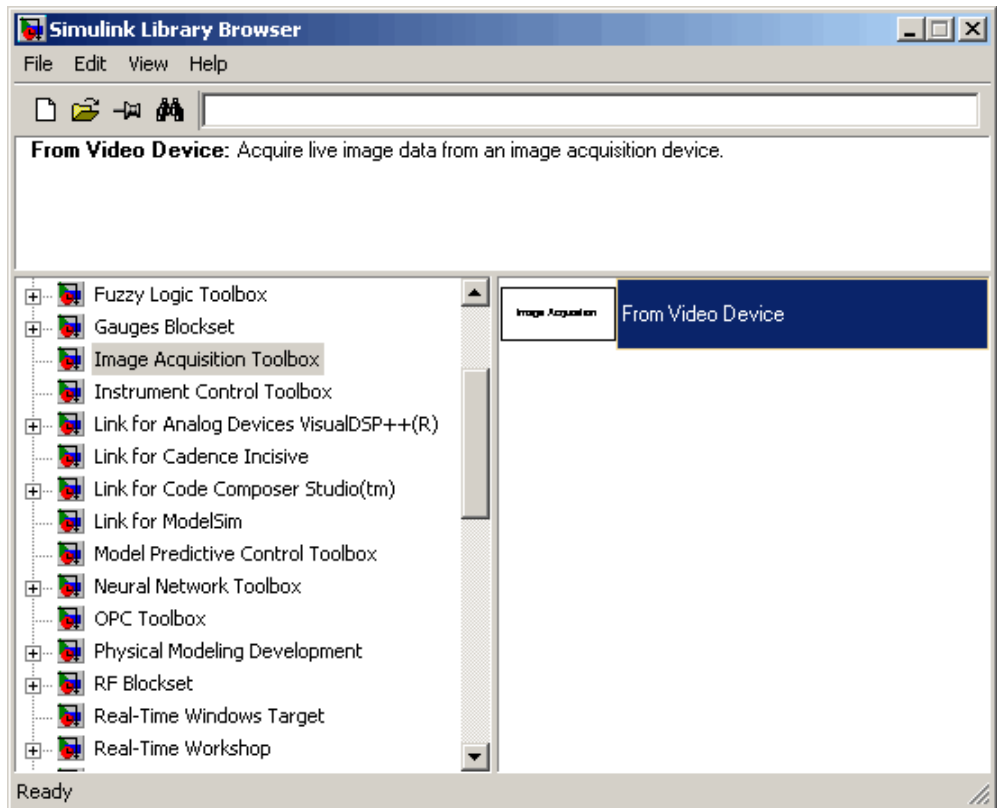 Simulink Library Browser
File Edit View Help
From Video Device: Acquire live image data from an image acquisition device.
Fuzzy Logic Toolbox
Gauges Blockset
Image Acquisition Toolbox
Instrument Control Toolbox
Link for Analog Devices VisualDSP++(R)
Link for Cadence Incisive
Link for Code Composer Studio(tm)
Link for ModelSim
Model Predictive Control Toolbox
Neural Network Toolbox
OPC Toolbox
Physical Modeling Development
RF Blockset
Real-Time Windows Target
Real-Time Workshop
Image Acquisition
From Video Device
Ready